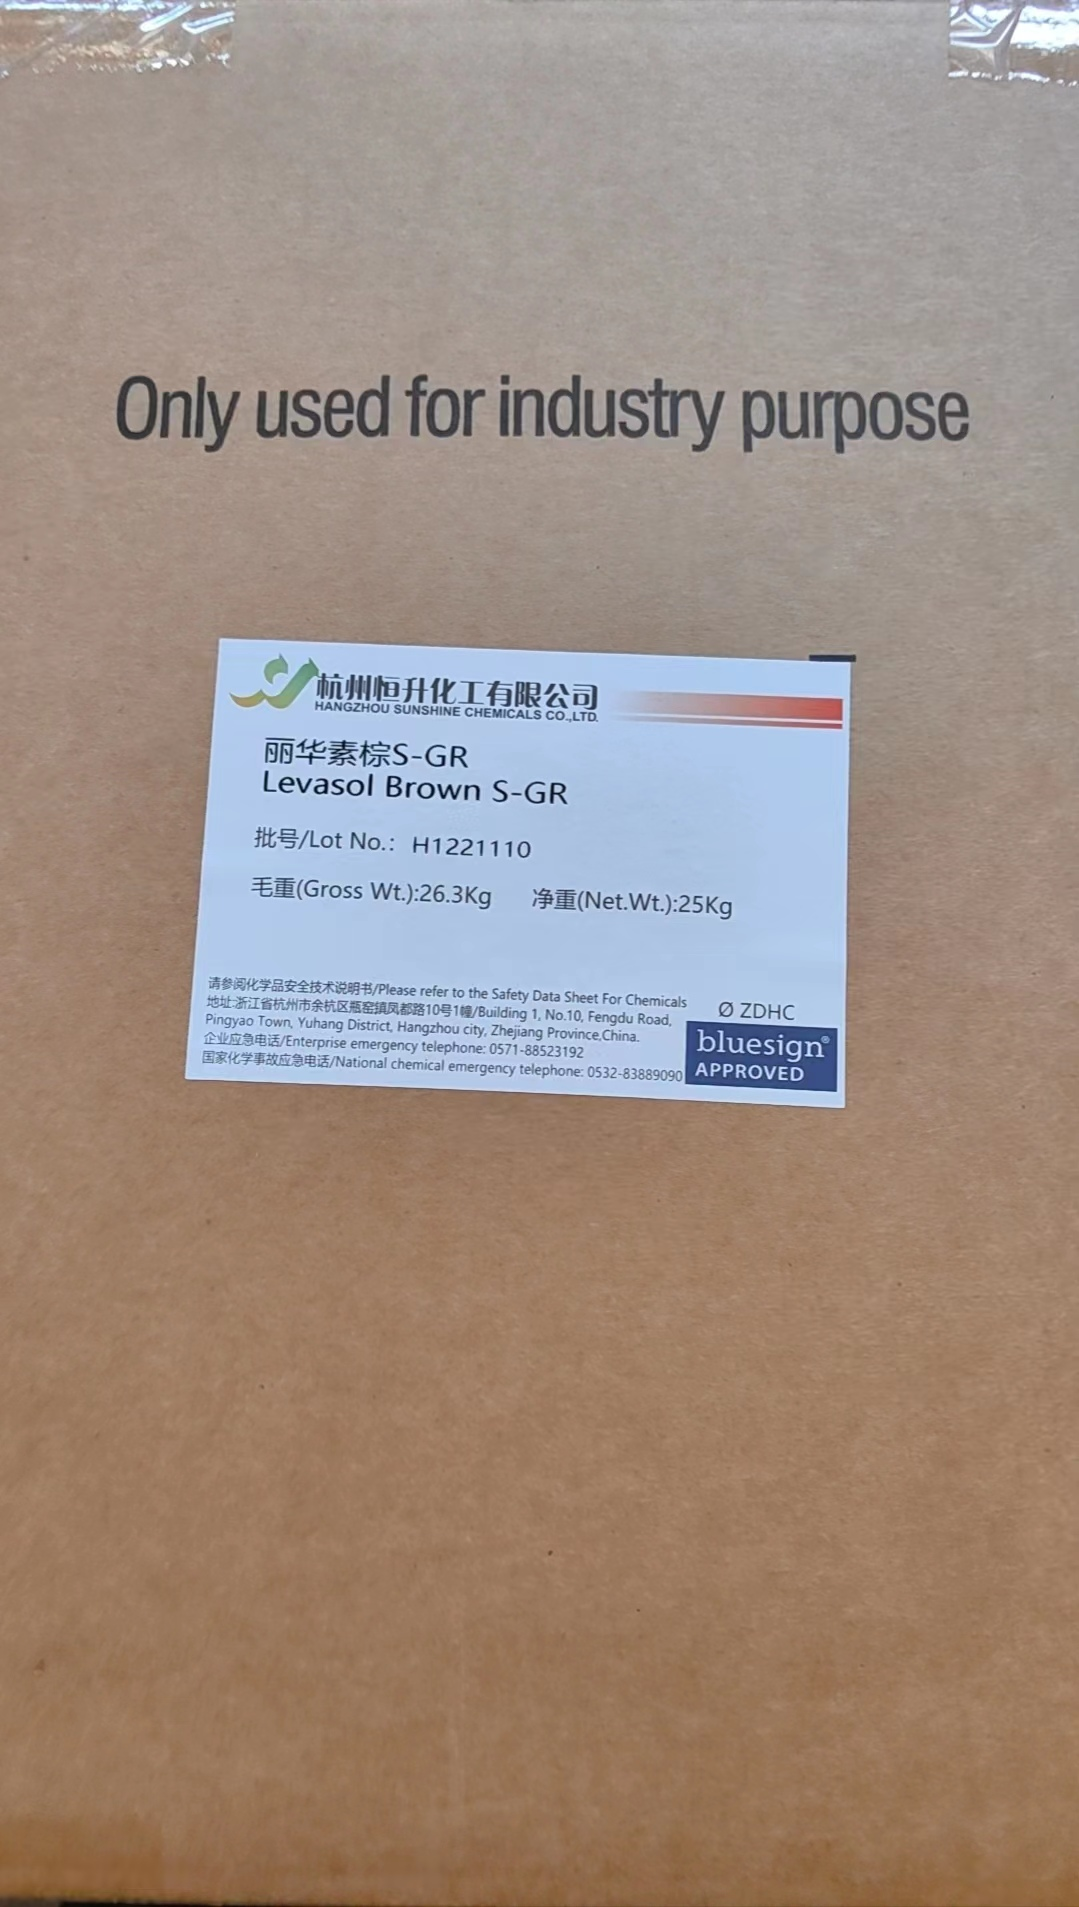 Only used for industry purpose
杭州恒升化工有限公司
HANGZHOU SUNSHINE CHEMICALS CO.,LTD.
丽华素棕S-GR
Levasol Brown S-GR
批号/Lot No.: H1221110
毛重(Gross Wt.):26.3Kg 净重(Net.Wt.):25Kg
请参阅化学品安全技术说明书/Please refer to the Safety Data Sheet For Chemicals
地址:浙江省杭州市余杭区瓶窑镇凤都路10号1幢/Building 1, No.10, Fengdu Road,
Pingyao Town, Yuhang District, Hangzhou city, Zhejiang Province,China.
企业应急电话/Enterprise emergency telephone: 0571-88523192
国家化学事故应急电话/National chemical emergency telephone: 0532-83889090
Ø ZDHC
bluesign®
APPROVED